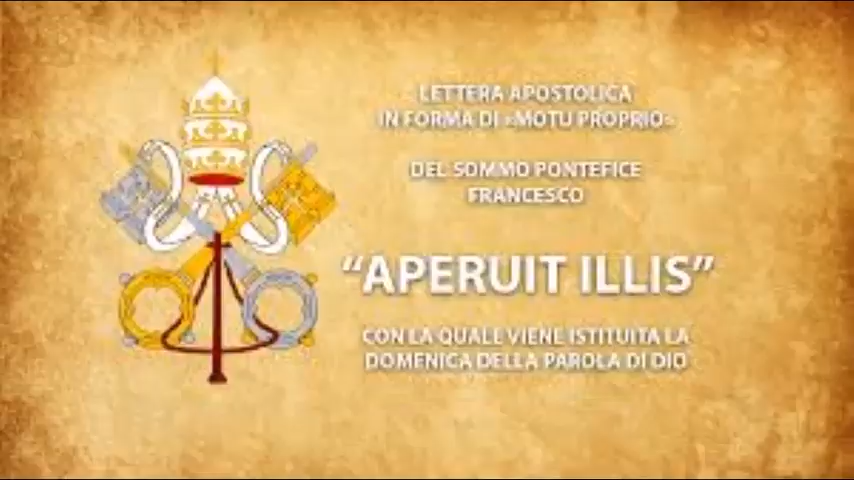 LETTERA APOSTOLICA
IN FORMA DI «MOTU PROPRIO»
DEL SOMMO PONTEFICE
FRANCESCO
“APERUIT ILLIS”
CON LA QUALE VIENE ISTITUITA LA
DOMENICA DELLA PAROLA DI DIO